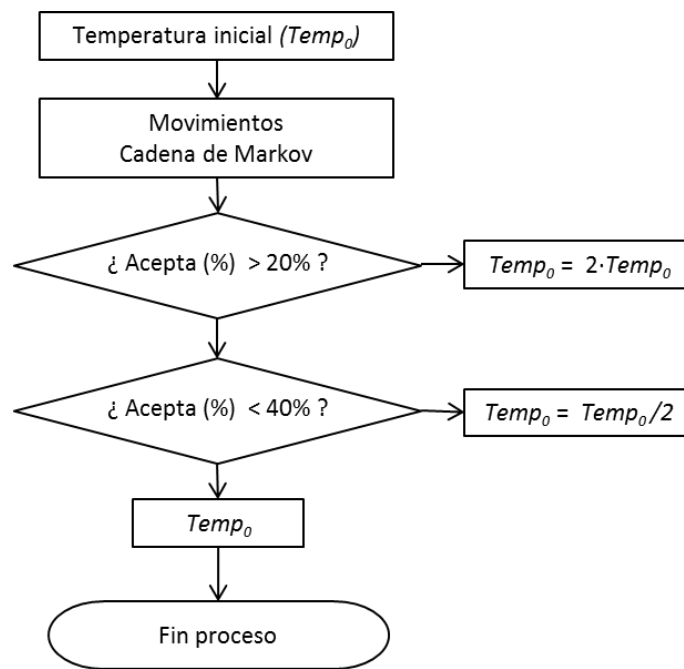 Temperatura inicial (Temp₀)
Movimientos
Cadena de Markov
¿ Acepta (%) > 20% ?
Temp₀ = 2·Temp₀
¿ Acepta (%) < 40% ?
Temp₀ = Temp₀/2
Temp₀
Fin proceso